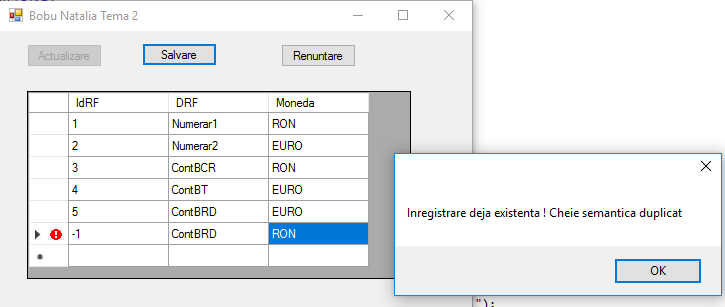 Bobu Natalia Tema 2
Actualizare Salvare Renuntare
IdRF DRF Moneda
1 Numerar1 RON
2 Numerar2 EURO
3 ContBCR RON
4 ContBT EURO
5 ContBRD EURO
-1 ContBRD RON
Inregistrare deja existenta ! Cheie semantica duplicat
OK
");